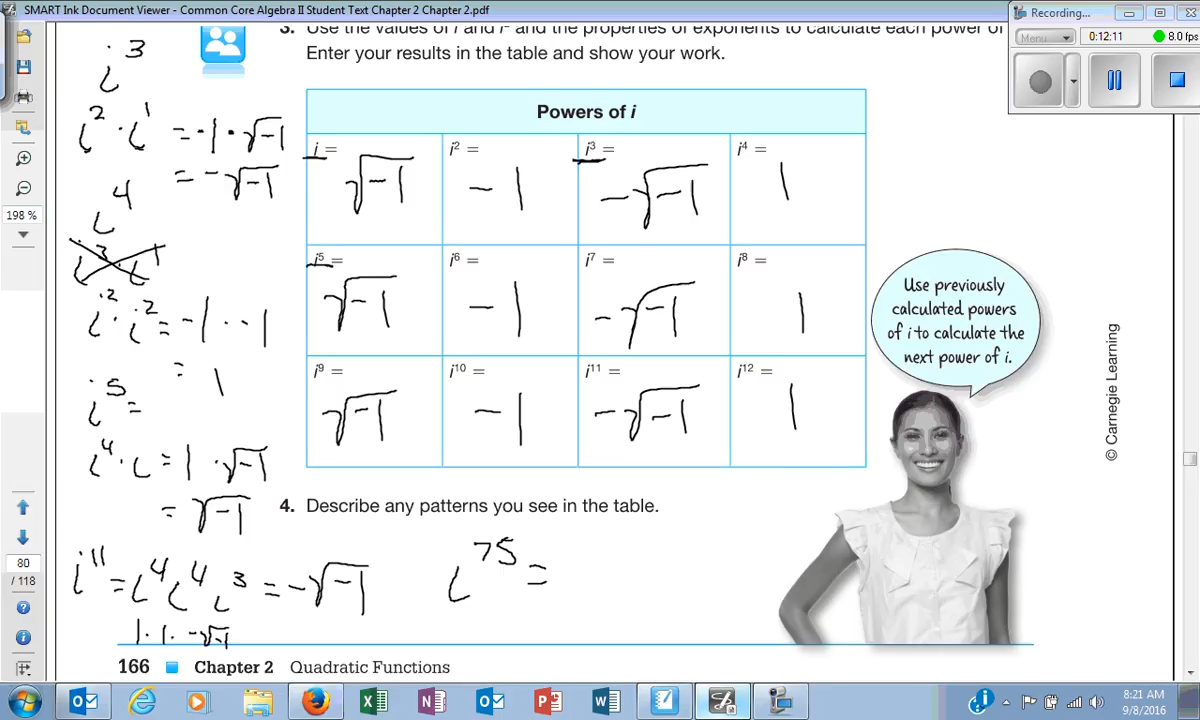 SMART Ink Document Viewer - Common Core Algebra II Student Text Chapter 2 Chapter 2.pdf
Recording...
Menu
0:12:11
8.0 fps
198 %
80
/ 118
3. Use the values of i and i² and the properties of exponents to calculate each power of
Enter your results in the table and show your work.
Powers of i
i = √-1
i² = -1
i³ = -√-1
i⁴ = 1
i⁵ = √-1
i⁶ = -1
i⁷ = -√-1
i⁸ = 1
i⁹ = √-1
i¹⁰ = -1
i¹¹ = -√-1
i¹² = 1
i³
i² · i¹ = -1 · √-1
= -√-1
i⁴
i³ · i¹
i² · i² = -1 · -1
= 1
i⁵ =
i⁴ · i = 1 · √-1
= √-1
i¹¹ = i⁴ i⁴ i³ = -√-1
1 · 1 · -√-1
4. Describe any patterns you see in the table.
i⁷⁵ =
Use previously
calculated powers
of i to calculate the
next power of i.
© Carnegie Learning
166 Chapter 2 Quadratic Functions
8:21 AM
9/8/2016